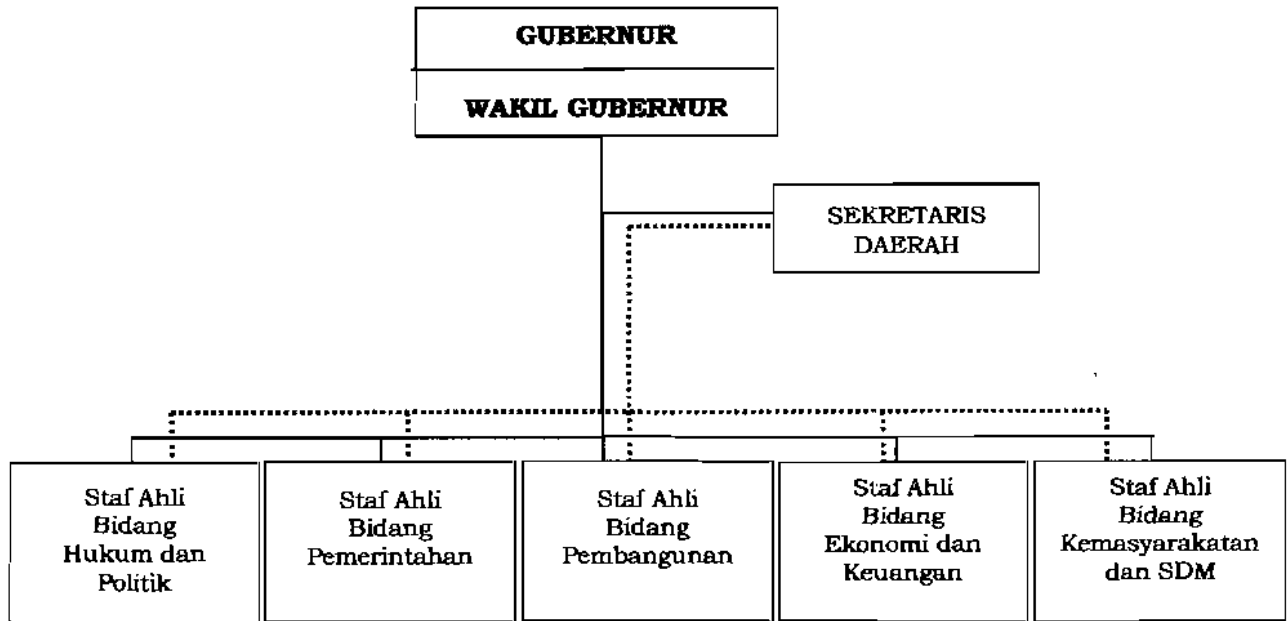 GUBERNUR
WAKIL GUBERNUR
SEKRETARIS
DAERAH
Staf Ahli
Bidang
Hukum dan
Politik
Staf Ahli
Bidang
Pemerintahan
Staf Ahli
Bidang
Pembangunan
Staf Ahli
Bidang
Ekonomi dan
Keuangan
Staf Ahli
Bidang
Kemasyarakatan
dan SDM